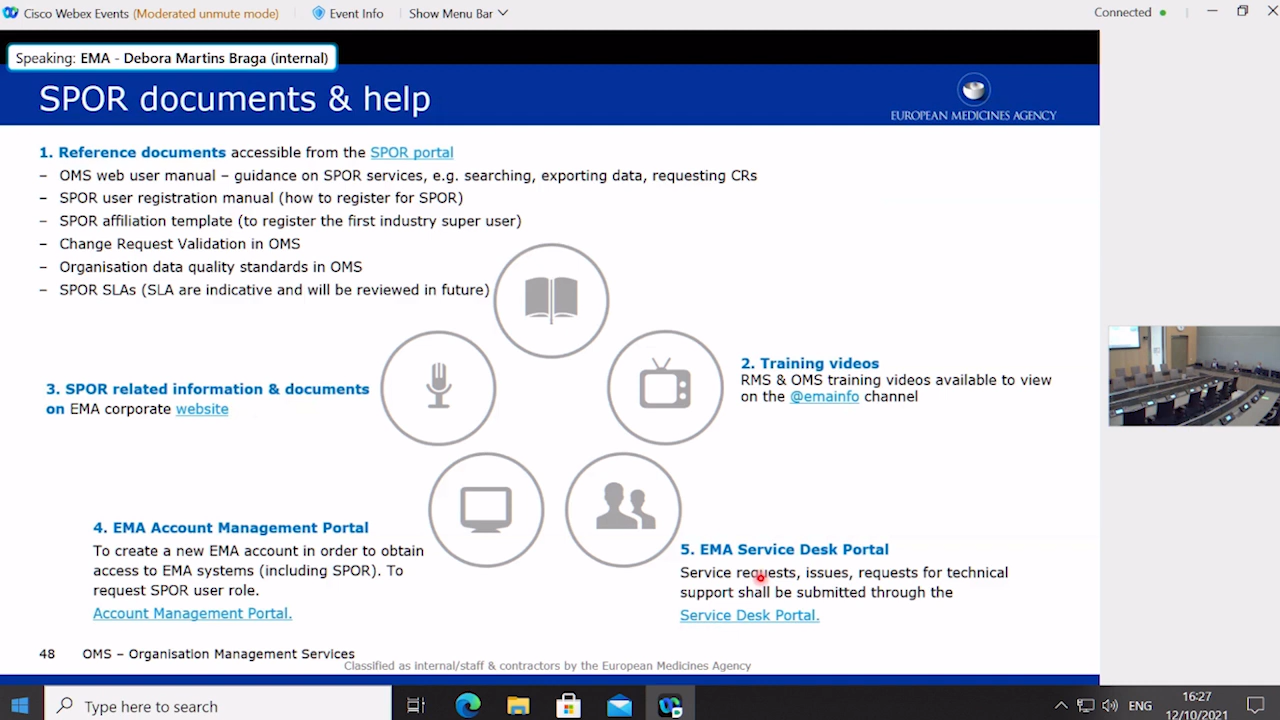 Cisco Webex Events (Moderated unmute mode) Event Info Show Menu Bar Connected
Speaking: EMA - Debora Martins Braga (internal)
SPOR documents & help
EUROPEAN MEDICINES AGENCY
1. Reference documents accessible from the SPOR portal
– OMS web user manual – guidance on SPOR services, e.g. searching, exporting data, requesting CRs
– SPOR user registration manual (how to register for SPOR)
– SPOR affiliation template (to register the first industry super user)
– Change Request Validation in OMS
– Organisation data quality standards in OMS
– SPOR SLAs (SLA are indicative and will be reviewed in future)
2. Training videos
RMS & OMS training videos available to view
on the @emainfo channel
3. SPOR related information & documents
on EMA corporate website
4. EMA Account Management Portal
To create a new EMA account in order to obtain
access to EMA systems (including SPOR). To
request SPOR user role.
Account Management Portal.
5. EMA Service Desk Portal
Service requests, issues, requests for technical
support shall be submitted through the
Service Desk Portal.
48 OMS – Organisation Management Services
Classified as internal/staff & contractors by the European Medicines Agency
Type here to search
ENG
16:27
12/10/2021